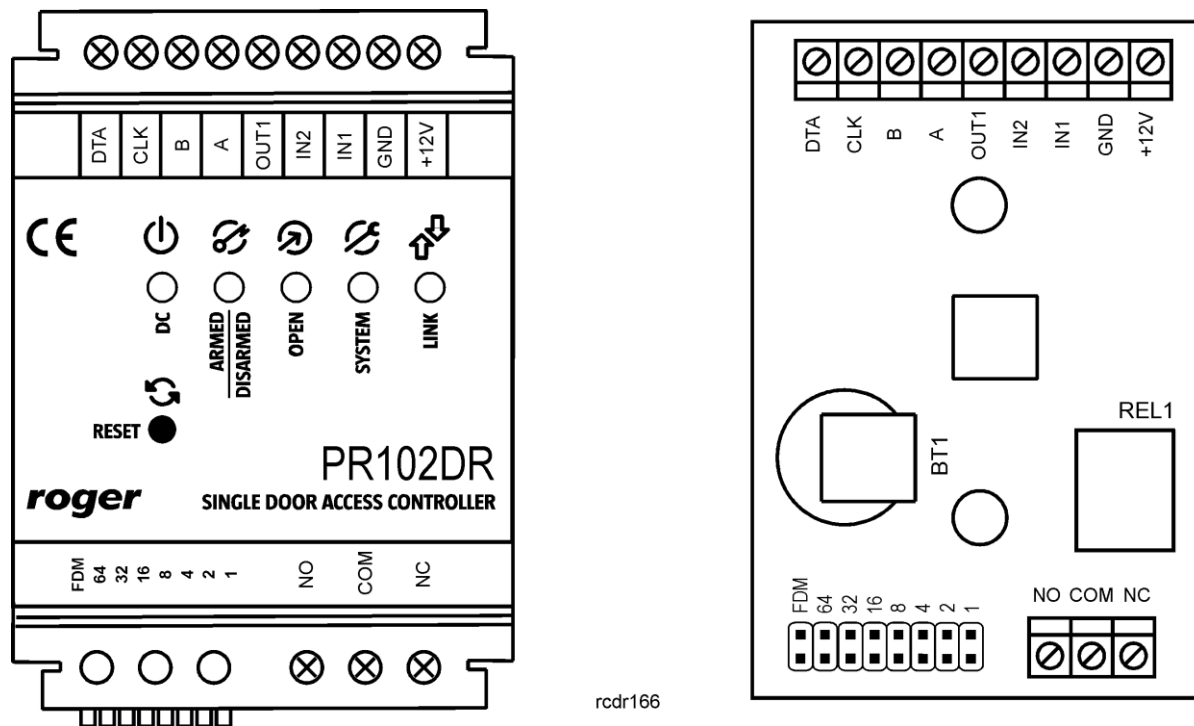 DTA CLK B A OUT1 IN2 IN1 GND +12V
CE
DC ARMED DISARMED OPEN SYSTEM LINK
RESET
PR102DR
roger SINGLE DOOR ACCESS CONTROLLER
FDM 64 32 16 8 4 2 1 NO COM NC
rcdr166
DTA CLK B A OUT1 IN2 IN1 GND +12V
BT1
REL1
FDM 64 32 16 8 4 2 1
NO COM NC